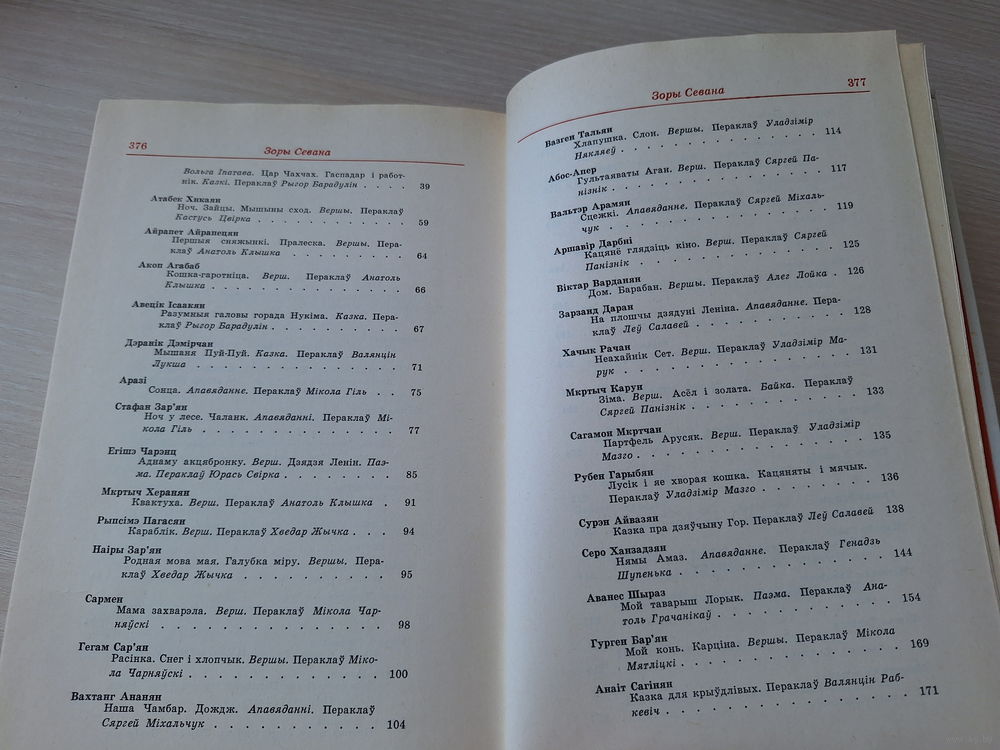 376
Зоры Севана
Вольга Іпатава. Цар Чахчах. Гаспадар і работ-
нік. Казкі. Пераклаў Рыгор Барадулін . . . . 39
Атабек Хнкаян
Ноч. Зайцы. Мышыны сход. Вершы. Пераклаў
Кастусь Цвірка . . . . . . . . . . . 59
Айрапет Айрапецян
Першыя сняжынкі. Пралеска. Вершы. Пера-
клаў Анатоль Клышка . . . . . . . . 64
Акоп Агабаб
Кошка-гаротніца. Верш. Пераклаў Анатоль
Клышка . . . . . . . . . . . . . . 66
Авецік Ісаакян
Разумныя галовы горада Нукіма. Казка. Пера-
клаў Рыгор Барадулін . . . . . . . . . 67
Дэранік Дэмірчан
Мышаня Пуй-Пуй. Казка. Пераклаў Валянцін
Лукша . . . . . . . . . . . . . . 71
Аразі
Сонца. Апавяданне. Пераклаў Мікола Гіль . . 75
Стафан Зар'ян
Ноч у лесе. Чаланк. Апавяданні. Пераклаў Мі-
кола Гіль . . . . . . . . . . . . . 77
Егішэ Чарэнц
Аднаму акцябронку. Верш. Дзядзя Ленін. Паэ-
ма. Пераклаў Юрась Свірка . . . . . . . 85
Мкртыч Херанян
Квактуха. Верш. Пераклаў Анатоль Клышка . 91
Рыпсімэ Пагасян
Караблік. Верш. Пераклаў Хведар Жычка . . . 94
Наіры Зар'ян
Родная мова мая. Галубка міру. Вершы. Пера-
клаў Хведар Жычка . . . . . . . . . . 95
Сармен
Мама захварэла. Верш. Пераклаў Мікола Чар-
няўскі . . . . . . . . . . . . . . 98
Гегам Сар'ян
Расінка. Снег і хлопчык. Вершы. Пераклаў Міко-
ла Чарняўскі . . . . . . . . . . . . 100
Вахтанг Ананян
Наша Чамбар. Дождж. Апавяданні. Пераклаў
Сяргей Міхальчук . . . . . . . . . . . 104
Зоры Севана
377
Вазген Тальян
Хлапушка. Слон. Вершы. Пераклаў Уладзімір
Някляеў . . . . . . . . . . . . . 114
Абос-Апер
Гультаяваты Аган. Вершы. Пераклаў Сяргей Па-
нізнік . . . . . . . . . . . . . . 117
Вальтэр Арамян
Сцежкі. Апавяданне. Пераклаў Сяргей Міхаль-
чук . . . . . . . . . . . . . . . 119
Аршавір Дарбні
Кацянё глядзіць кіно. Верш. Пераклаў Сяргей
Панізнік . . . . . . . . . . . . . 125
Віктар Варданян
Дом. Барабан. Вершы. Пераклаў Алег Лойка . 126
Зарзанд Даран
На плошчы дзядуні Леніна. Апавяданне. Пера-
клаў Леў Салавей . . . . . . . . . . 128
Хачык Рачан
Неахайнік Сет. Верш. Пераклаў Уладзімір Ма-
рук . . . . . . . . . . . . . . . 131
Мкртыч Карун
Зіма. Верш. Асёл і золата. Байка. Пераклаў
Сяргей Панізнік . . . . . . . . . . . 133
Сагамон Мкртчан
Партфель Арусяк. Верш. Пераклаў Уладзімір
Мазго . . . . . . . . . . . . . . 135
Рубен Гарыбян
Лусік і яе хворая кошка. Кацяняты і мячык.
Пераклаў Уладзімір Мазго . . . . . . . . 136
Сурэн Айвазян
Казка пра дзяўчыну Гор. Пераклаў Леў Салавей 138
Серо Ханзадзян
Нямы Амаз. Апавяданне. Пераклаў Генадзь
Шупенька . . . . . . . . . . . . . 144
Аванес Шыраз
Мой таварыш Лорык. Паэма. Пераклаў Ана-
толь Грачанікаў . . . . . . . . . . . 154
Гурген Бар'ян
Мой конь. Карціна. Вершы. Пераклаў Мікола
Мятліцкі . . . . . . . . . . . . . 169
Анаіт Сагінян
Казка для крыўдлівых. Пераклаў Валянцін Раб-
кевіч . . . . . . . . . . . . . . 171